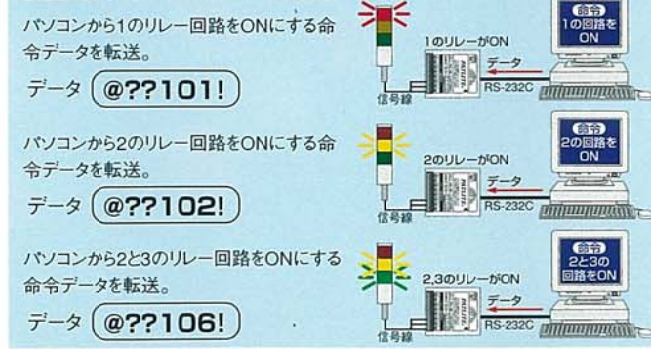 パソコンから1のリレー回路をONにする命
令データを転送。
データ @??101!
1のリレーがON
データ
RS-232C
信号線
命令
1の回路を
ON
パソコンから2のリレー回路をONにする命
令データを転送。
データ @??102!
2のリレーがON
データ
RS-232C
信号線
命令
2の回路を
ON
パソコンから2と3のリレー回路をONにする
命令データを転送。
データ @??106!
2,3のリレーがON
データ
RS-232C
信号線
命令
2と3の
回路をON